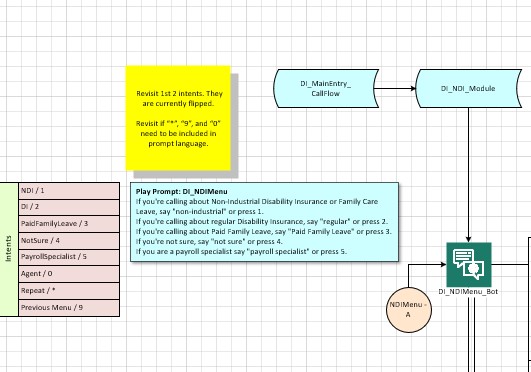 Revisit 1st 2 intents. They
are currently flipped.
Revisit if "*", "9", and "0"
need to be included in
prompt language.
DI_MainEntry_
CallFlow
DI_NDI_Module
Intents
NDI / 1
DI / 2
PaidFamilyLeave / 3
NotSure / 4
PayrollSpecialist / 5
Agent / 0
Repeat / *
Previous Menu / 9
Play Prompt: DI_NDIMenu
If you're calling about Non-Industrial Disability Insurance or Family Care
Leave, say "non-industrial" or press 1.
If you're calling about regular Disability Insurance, say "regular" or press 2.
If you're calling about Paid Family Leave, say "Paid Family Leave" or press 3.
If you're not sure, say "not sure" or press 4.
If you are a payroll specialist say "payroll specialist" or press 5.
NDIMenu -
A
DI_NDIMenu_Bot